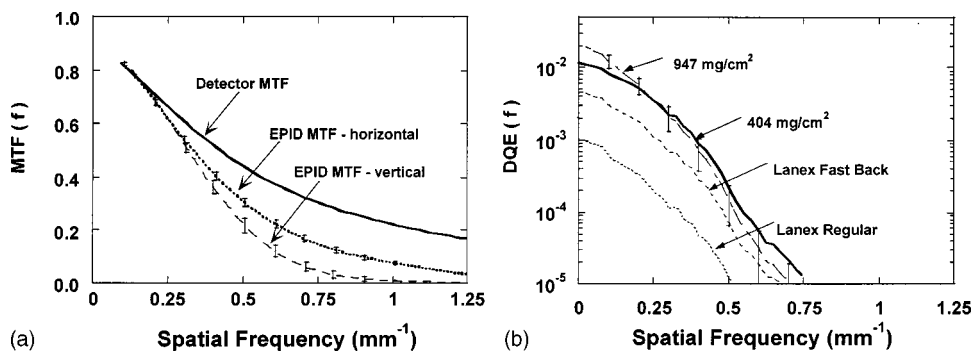 1.0
0.8
0.6
0.4
0.2
0.0
MTF ( f )
Detector MTF
EPID MTF - horizontal
EPID MTF - vertical
0 0.25 0.5 0.75 1 1.25
(a) Spatial Frequency (mm⁻¹)
10⁻²
10⁻³
10⁻⁴
10⁻⁵
DQE ( f )
947 mg/cm²
404 mg/cm²
Lanex Fast Back
Lanex Regular
0 0.25 0.5 0.75 1 1.25
(b) Spatial Frequency (mm⁻¹)